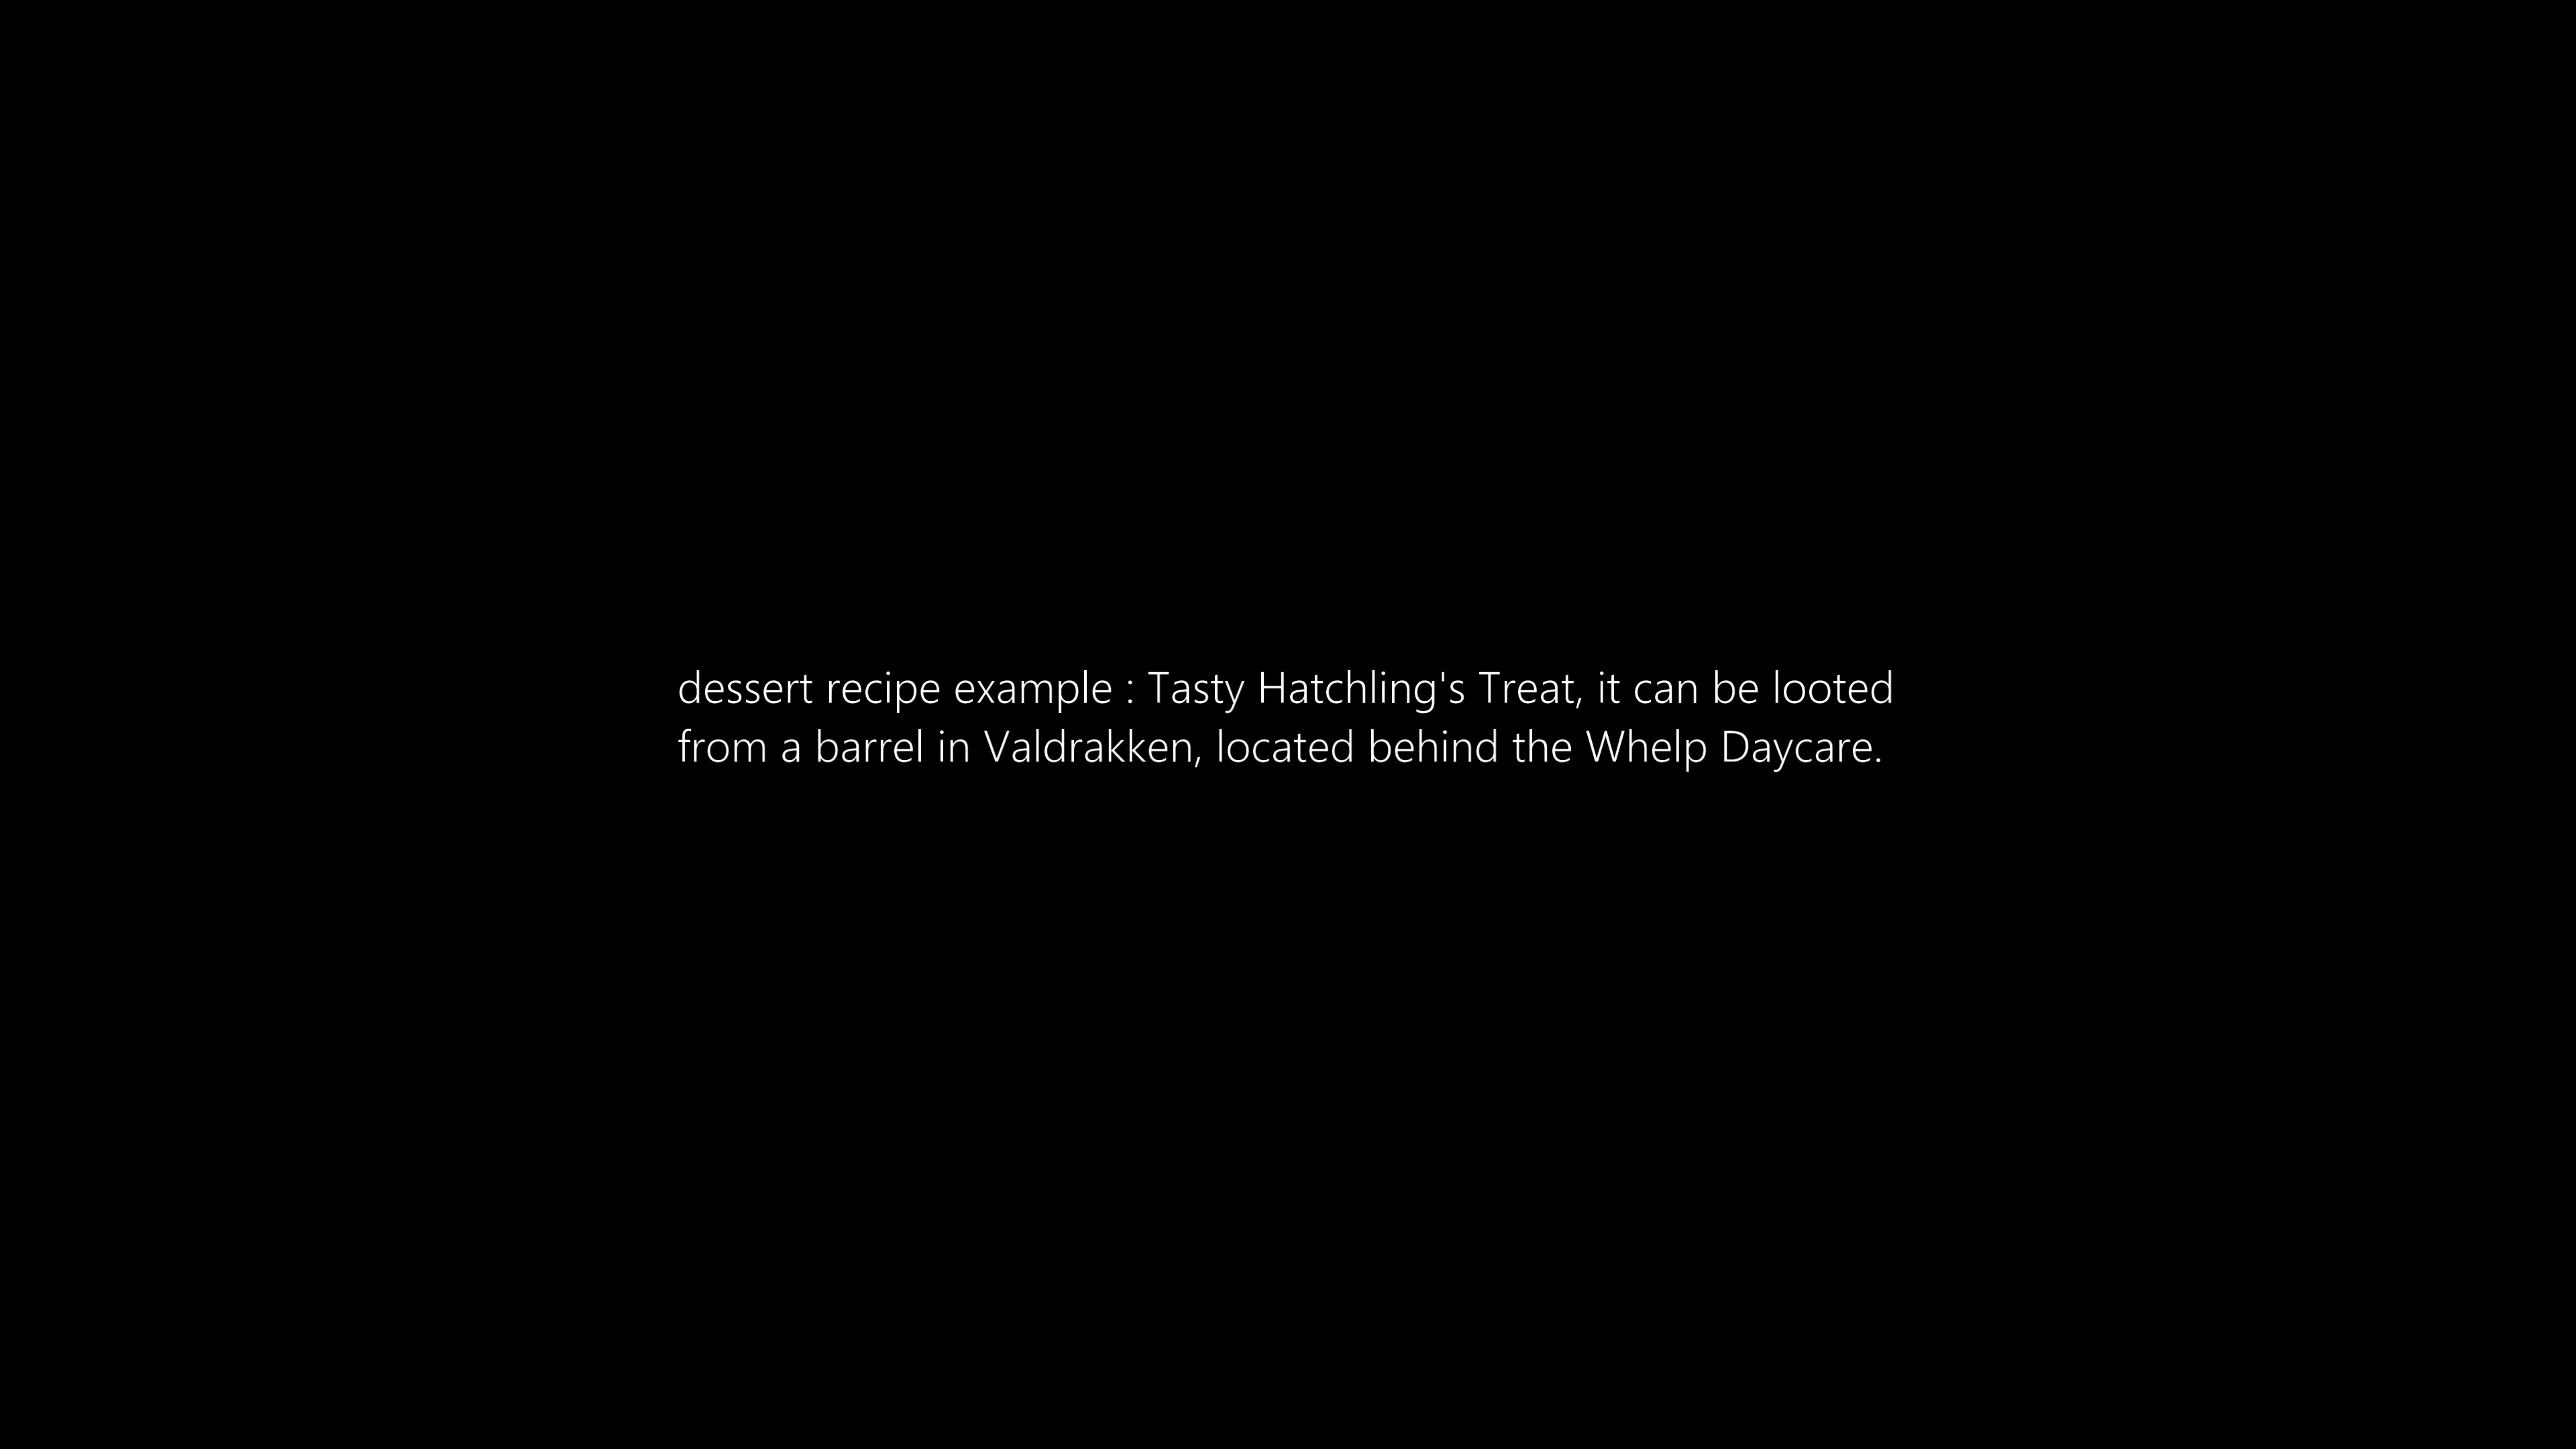 dessert recipe example : Tasty Hatchling's Treat, it can be looted
from a barrel in Valdrakken, located behind the Whelp Daycare.